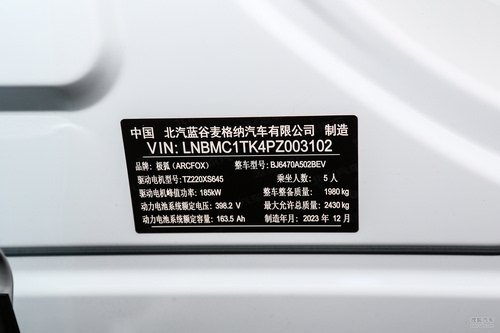 中国 北汽蓝谷麦格纳汽车有限公司 制造
VIN: LNBMC1TK4PZ003102
品牌: 极狐 (ARCFOX) 整车型号: BJ6470A502BEV
驱动电机型号: TZ220XS645 乘坐人数: 5 人
驱动电机峰值功率: 185kW 整车整备质量: 1980 kg
动力电池系统额定电压: 398.2 V 最大允许总质量: 2430 kg
动力电池系统额定容量: 163.5 Ah 制造年月: 2023 年 12 月